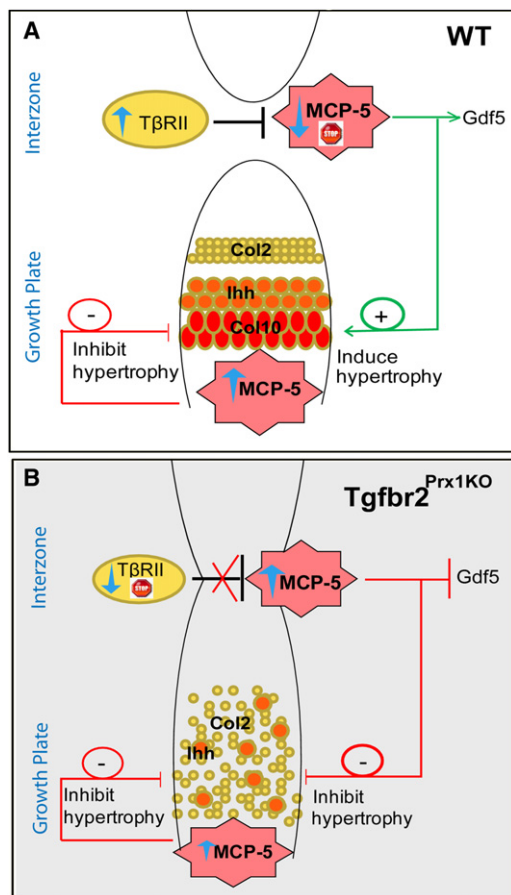 A
WT
Interzone
TβRII
MCP-5
STOP
Gdf5
Growth Plate
Col2
Ihh
Col10
-
Inhibit
hypertrophy
+
Induce
hypertrophy
MCP-5
B
Tgfbr2Prx1KO
Interzone
TβRII
STOP
MCP-5
Gdf5
Growth Plate
Col2
Ihh
-
Inhibit
hypertrophy
-
Inhibit
hypertrophy
MCP-5